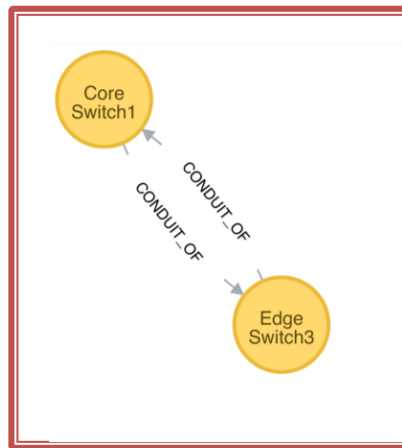 Core
Switch1
CONDUIT_OF
CONDUIT_OF
Edge
Switch3